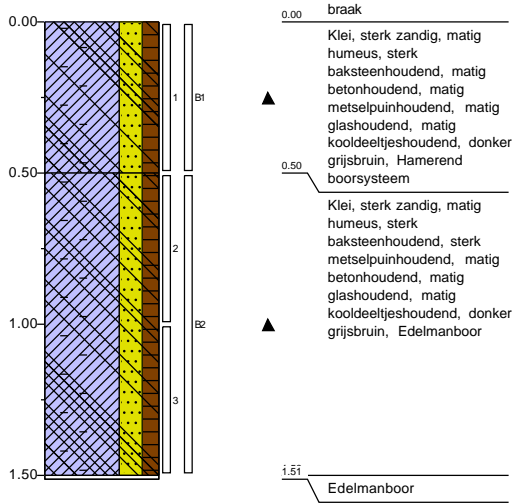 0.00
0.50
1.00
1.50
1
2
3
B1
B2
0.00
braak
Klei, sterk zandig, matig
humeus, sterk
baksteenhoudend, matig
betonhoudend, matig
metselpuinhoudend, matig
glashoudend, matig
kooldeeltjeshoudend, donker
grijsbruin, Hamerend
boorsysteem
0.50
Klei, sterk zandig, matig
humeus, sterk
baksteenhoudend, sterk
metselpuinhoudend, matig
betonhoudend, matig
glashoudend, matig
kooldeeltjeshoudend, donker
grijsbruin, Edelmanboor
Edelmanboor